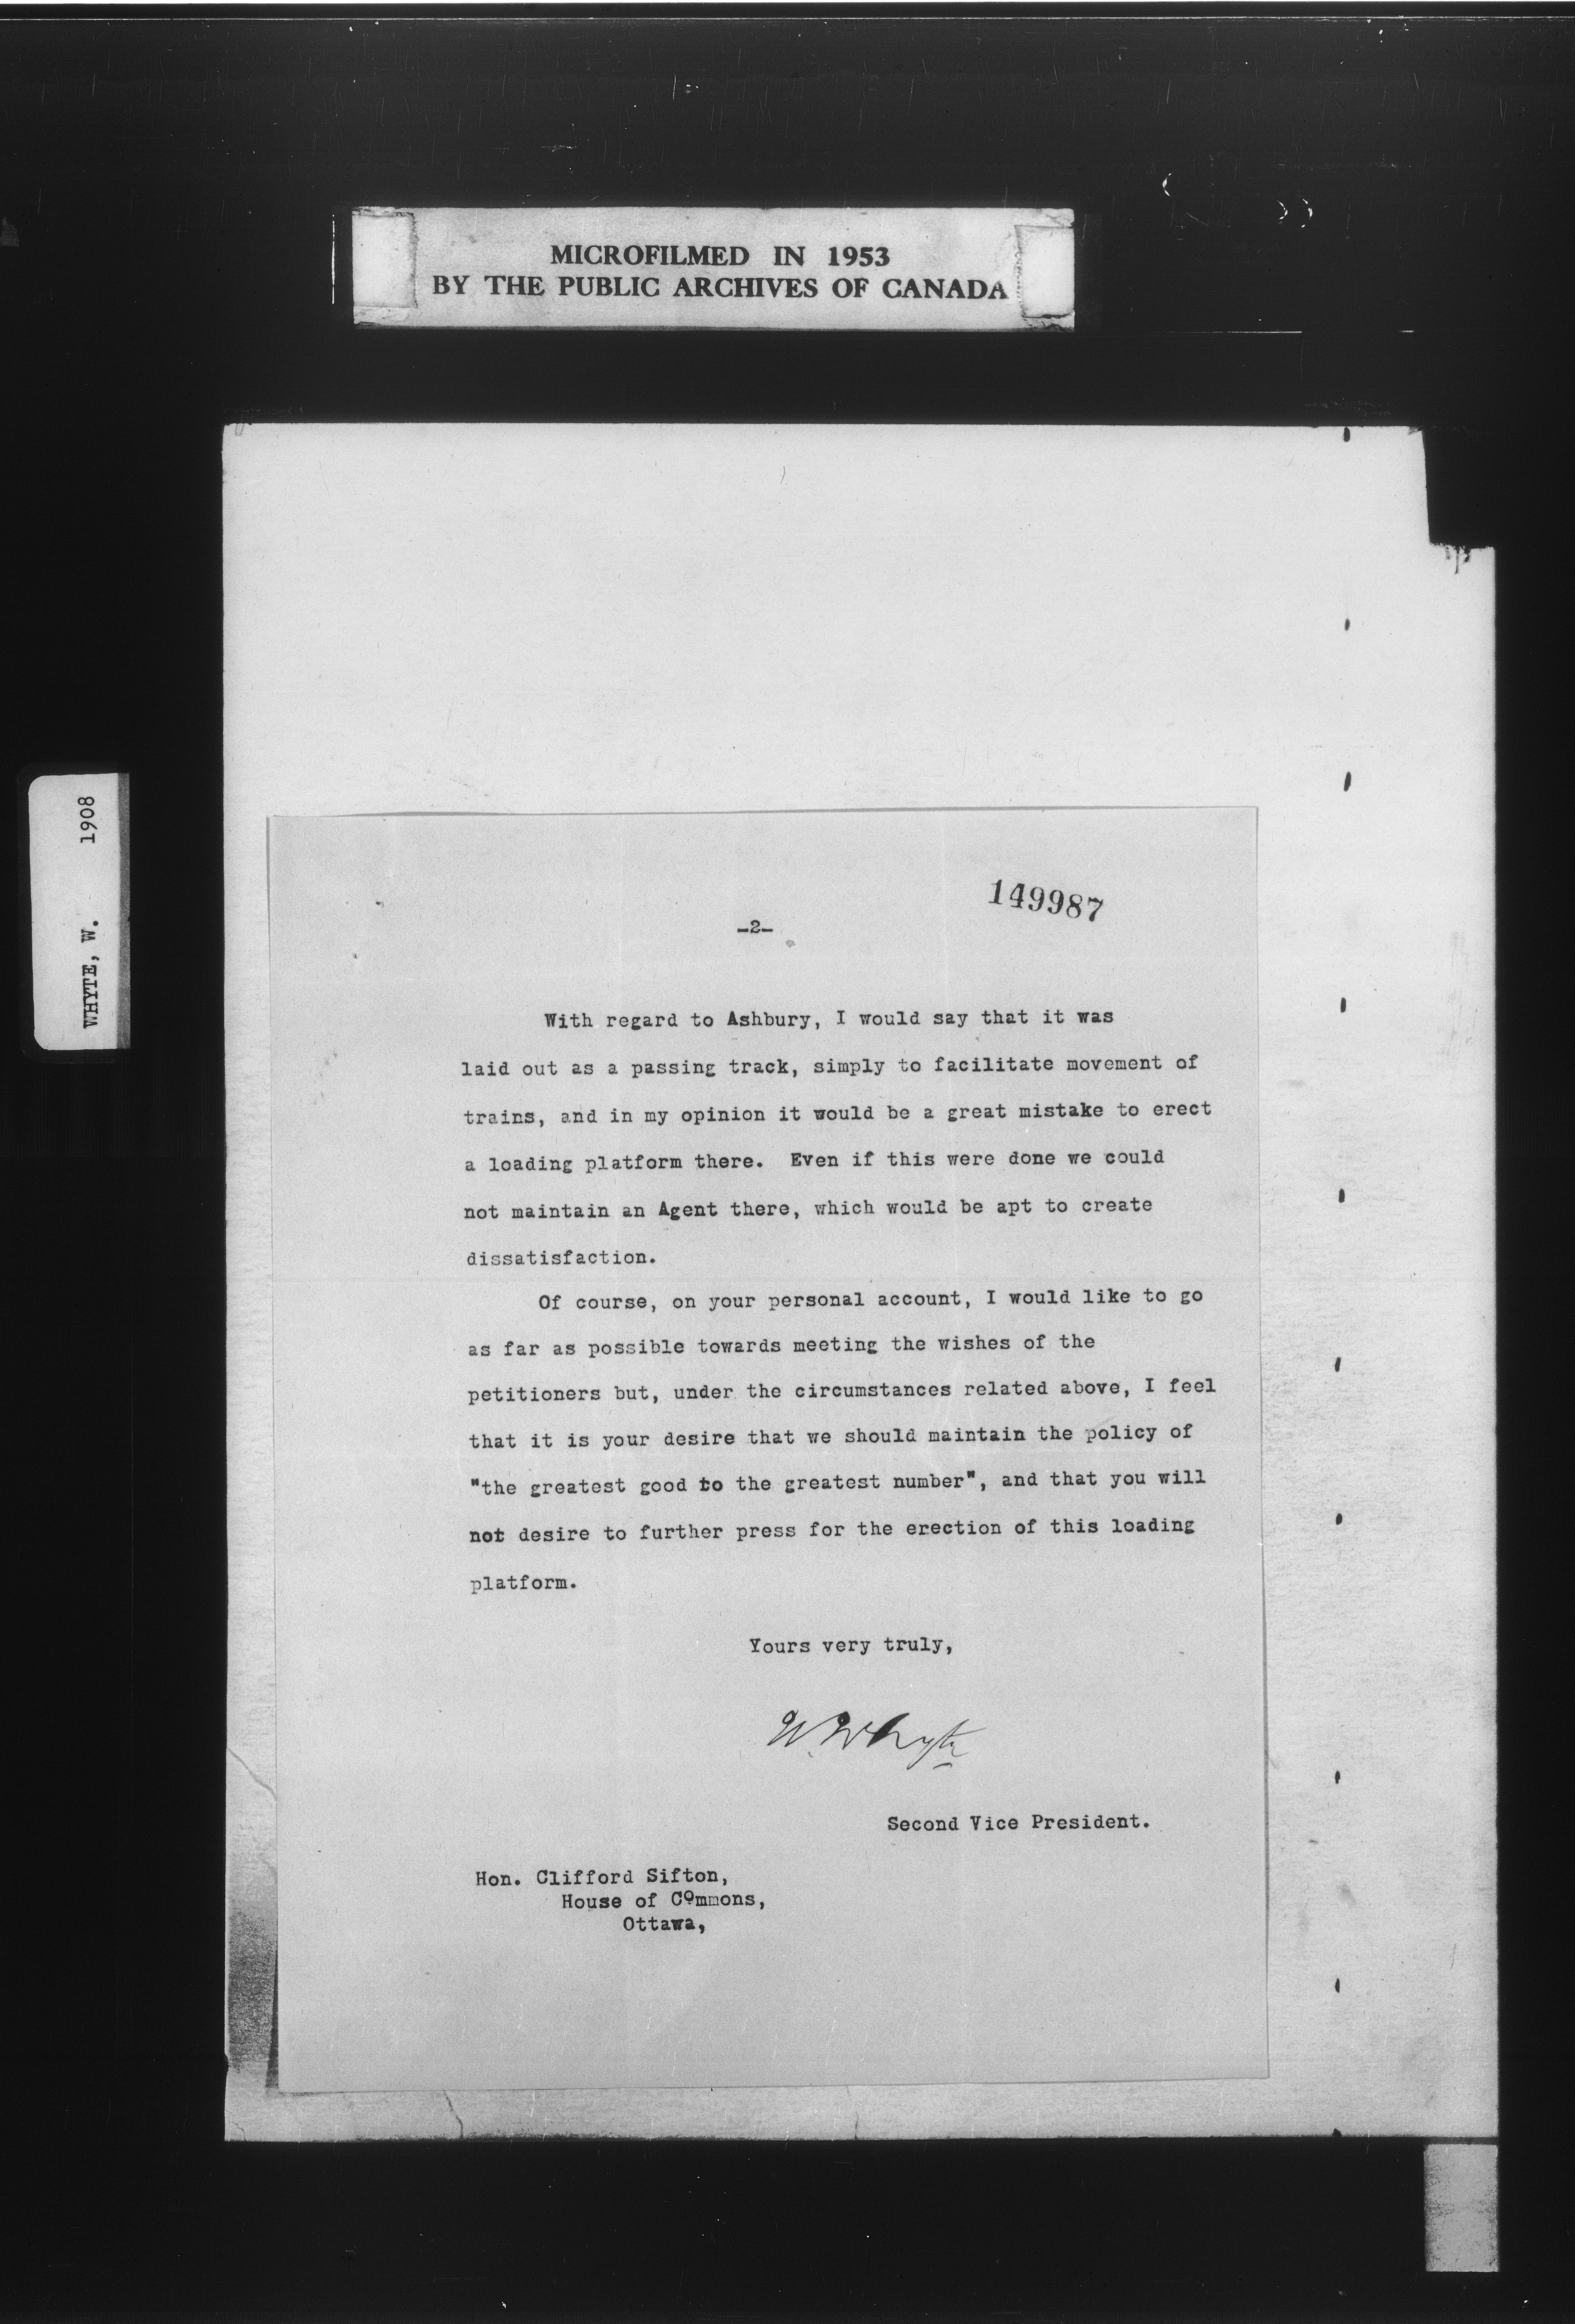 MICROFILMED IN 1953
BY THE PUBLIC ARCHIVES OF CANADA
WHYTE, W. 1908
149987
-2-
With regard to Ashbury, I would say that it was
laid out as a passing track, simply to facilitate movement of
trains, and in my opinion it would be a great mistake to erect
a loading platform there. Even if this were done we could
not maintain an Agent there, which would be apt to create
dissatisfaction.
Of course, on your personal account, I would like to go
as far as possible towards meeting the wishes of the
petitioners but, under the circumstances related above, I feel
that it is your desire that we should maintain the policy of
"the greatest good to the greatest number", and that you will
not desire to further press for the erection of this loading
platform.
Yours very truly,
W. Whyte
Second Vice President.
Hon. Clifford Sifton,
House of Commons,
Ottawa,